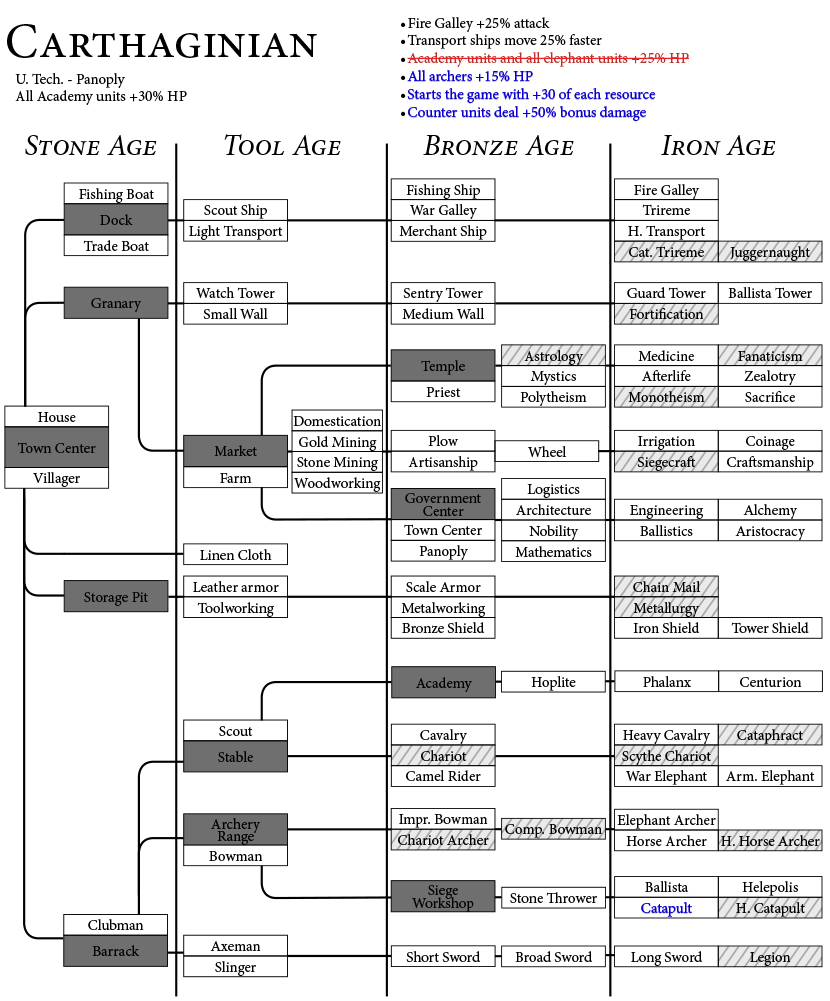 CARTHAGINIAN
U. Tech. - Panoply
All Academy units +30% HP
• Fire Galley +25% attack
• Transport ships move 25% faster
• Academy units and all elephant units +25% HP
• All archers +15% HP
• Starts the game with +30 of each resource
• Counter units deal +50% bonus damage
STONE AGE
TOOL AGE
BRONZE AGE
IRON AGE
Fishing Boat
Dock
Trade Boat
Scout Ship
Light Transport
Fishing Ship
War Galley
Merchant Ship
Fire Galley
Trireme
H. Transport
Cat. Trireme
Juggernaught
Granary
Watch Tower
Small Wall
Sentry Tower
Medium Wall
Guard Tower
Ballista Tower
Fortification
Temple
Priest
Astrology
Mystics
Polytheism
Medicine
Fanaticism
Afterlife
Zealotry
Monotheism
Sacrifice
House
Town Center
Villager
Market
Farm
Domestication
Gold Mining
Stone Mining
Woodworking
Plow
Artisanship
Wheel
Irrigation
Coinage
Siegecraft
Craftsmanship
Government
Center
Town Center
Panoply
Logistics
Architecture
Nobility
Mathematics
Engineering
Alchemy
Ballistics
Aristocracy
Linen Cloth
Storage Pit
Leather armor
Toolworking
Scale Armor
Metalworking
Bronze Shield
Chain Mail
Metallurgy
Iron Shield
Tower Shield
Academy
Hoplite
Phalanx
Centurion
Scout
Stable
Cavalry
Chariot
Camel Rider
Heavy Cavalry
Cataphract
Scythe Chariot
War Elephant
Arm. Elephant
Archery
Range
Bowman
Impr. Bowman
Chariot Archer
Comp. Bowman
Elephant Archer
Horse Archer
H. Horse Archer
Siege
Workshop
Stone Thrower
Ballista
Helepolis
Catapult
H. Catapult
Clubman
Barrack
Axeman
Slinger
Short Sword
Broad Sword
Long Sword
Legion